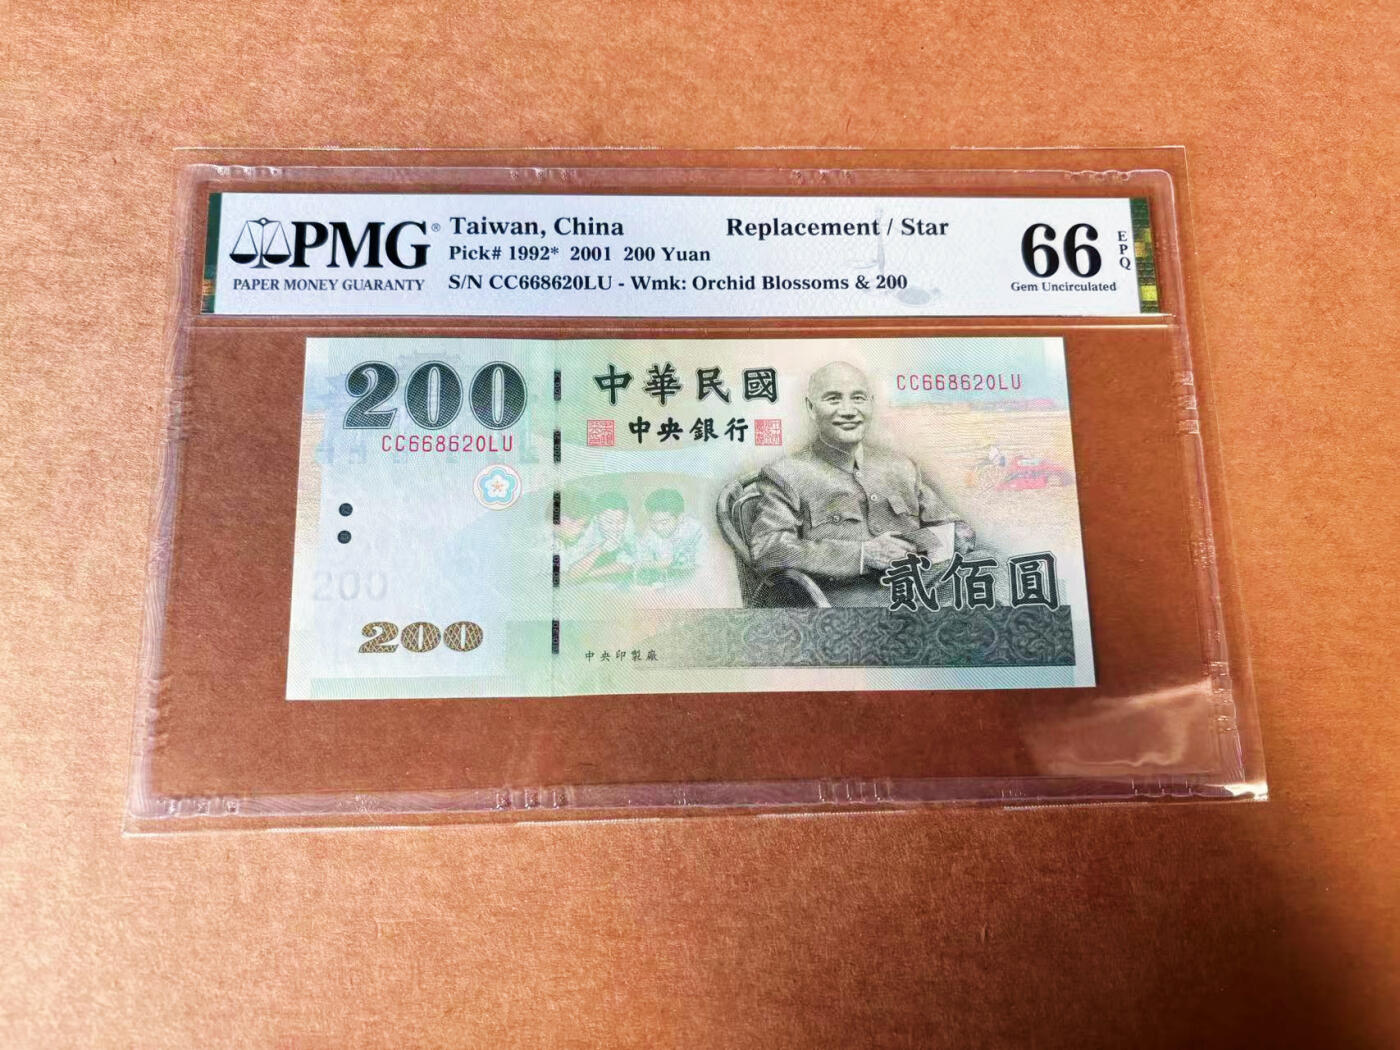 PMG®
PAPER MONEY GUARANTY
Taiwan, China Replacement / Star
Pick# 1992* 2001 200 Yuan
S/N CC668620LU - Wmk: Orchid Blossoms & 200
66 EPQ
Gem Uncirculated
200
CC668620LU
中華民國
中央銀行
CC668620LU
200
200
貳佰圓
中央印製廠